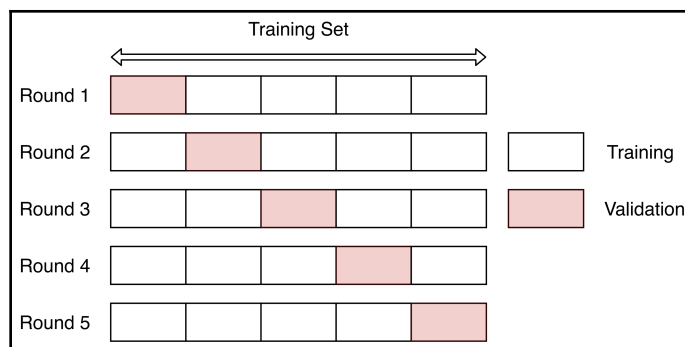 Training Set
Round 1
Round 2
Training
Round 3
Validation
Round 4
Round 5